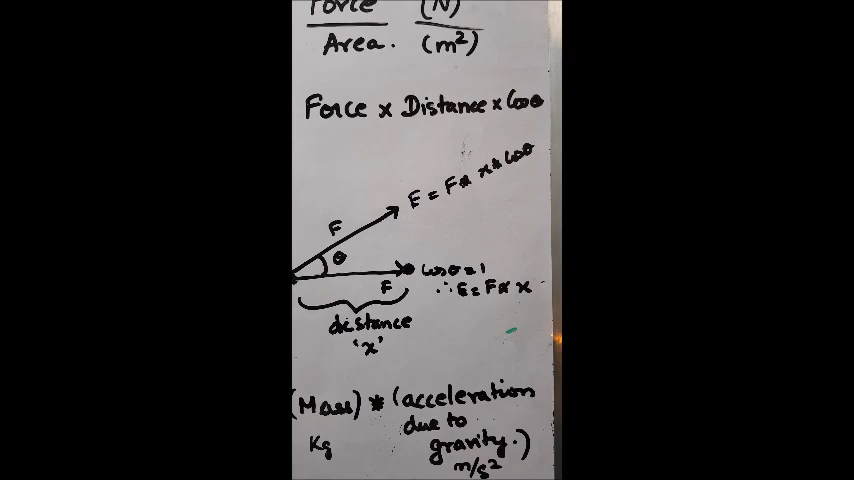 Force (N)
Area. (m²)
Force x Distance x Cosθ
E = F* x * Cosθ
F
θ
Cosθ = 1
F
∴ E = F* x
distance
'x'
(Mass) * (acceleration
due to
Kg gravity.)
m/s²